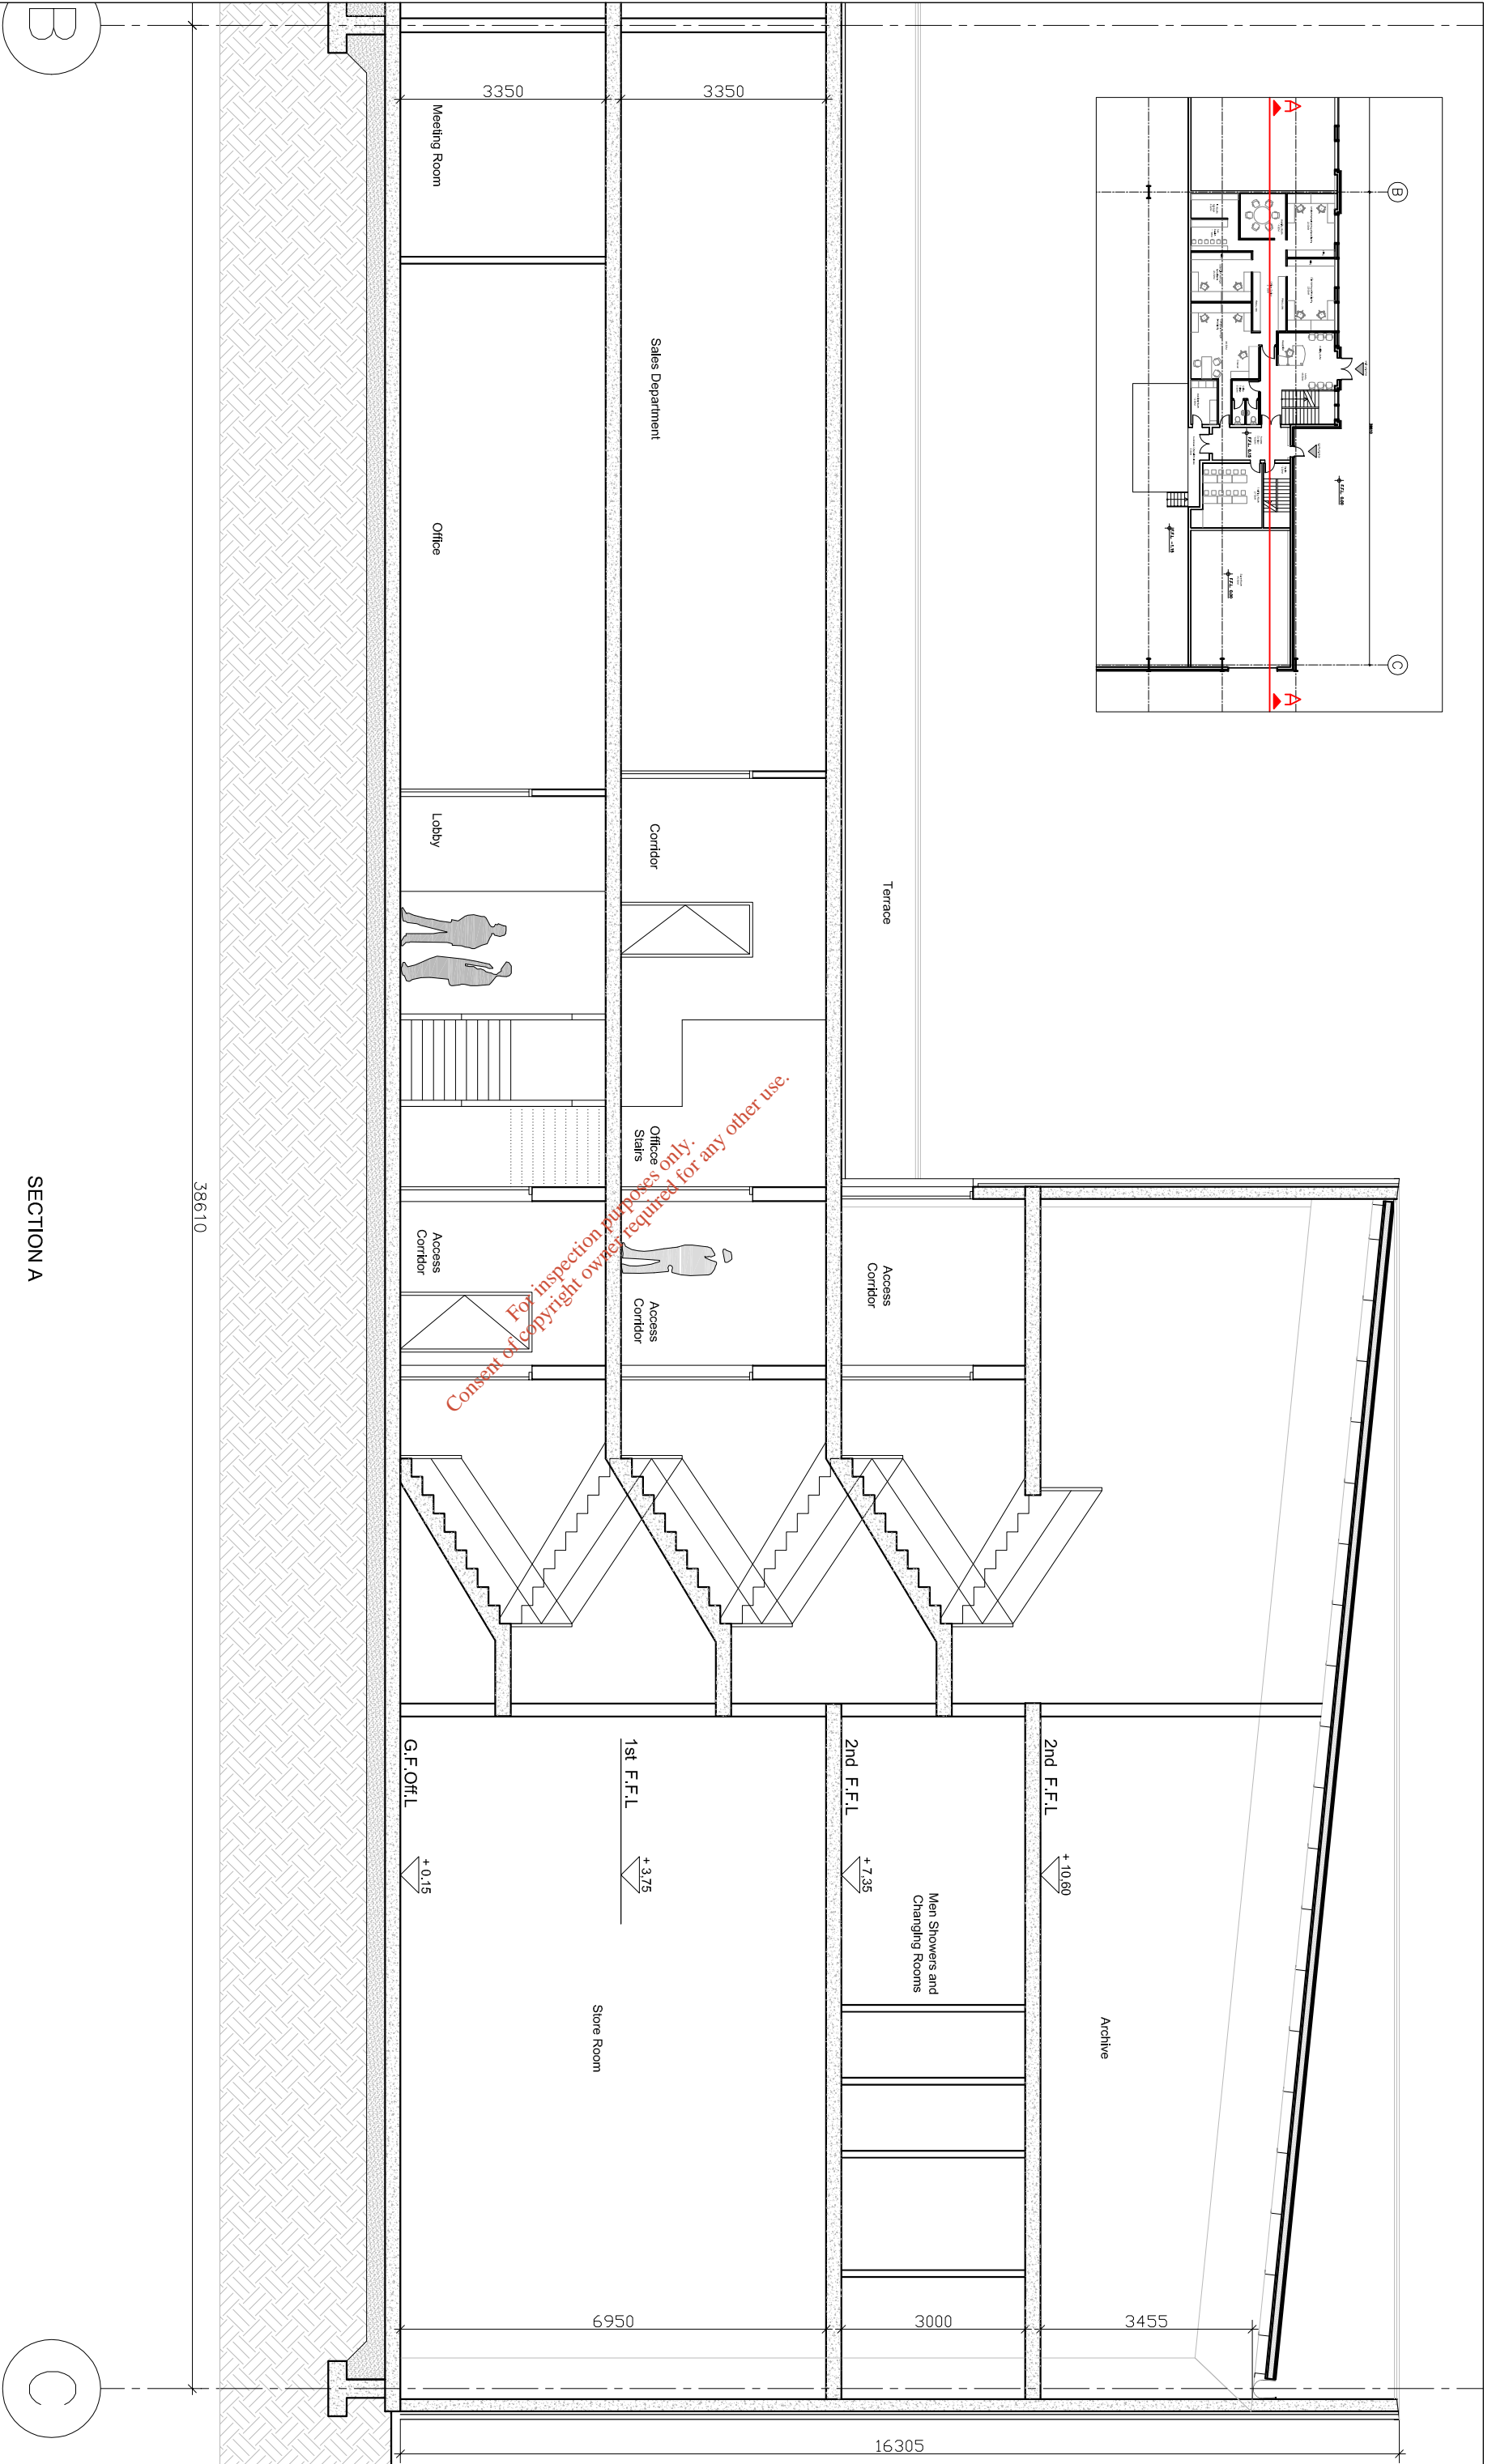 A
A
B
C
Terrace
Archive
Access
Corridor
Men Showers and
Changing Rooms
2nd F.F.L
+ 10.60
2nd F.F.L
+ 7.35
3350
Sales Department
Corridor
Officce
Stairs
Access
Corridor
1st F.F.L
+ 3.75
Store Room
3350
Meeting Room
Office
Lobby
Access
Corridor
G.F.Off.L
+ 0.15
6950
3000
3455
16305
38610
B
C
SECTION A
For inspection purposes only.
Consent of copyright owner required for any other use.